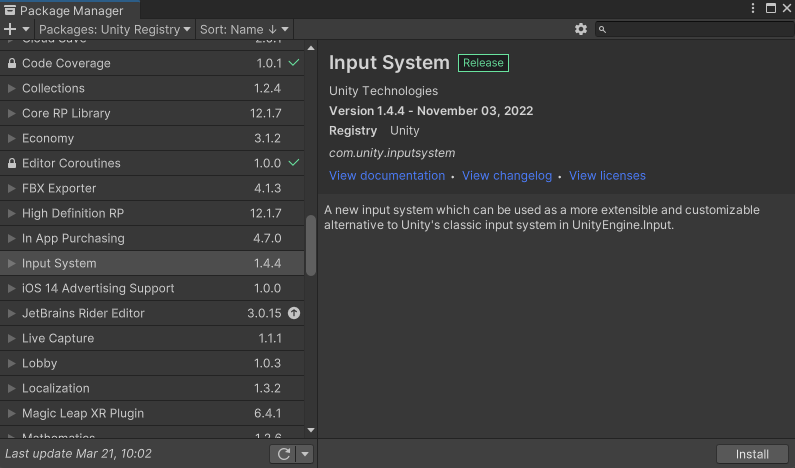 Package Manager
Packages: Unity Registry
Sort: Name ↓
Code Coverage 1.0.1
Collections 1.2.4
Core RP Library 12.1.7
Economy 3.1.2
Editor Coroutines 1.0.0
FBX Exporter 4.1.3
High Definition RP 12.1.7
In App Purchasing 4.7.0
Input System 1.4.4
iOS 14 Advertising Support 1.0.0
JetBrains Rider Editor 3.0.15
Live Capture 1.1.1
Lobby 1.0.3
Localization 1.3.2
Magic Leap XR Plugin 6.4.1
Mathematics 1.2.6
Last update Mar 21, 10:02
Input System Release
Unity Technologies
Version 1.4.4 - November 03, 2022
Registry Unity
com.unity.inputsystem
View documentation • View changelog • View licenses
A new input system which can be used as a more extensible and customizable
alternative to Unity's classic input system in UnityEngine.Input.
Install